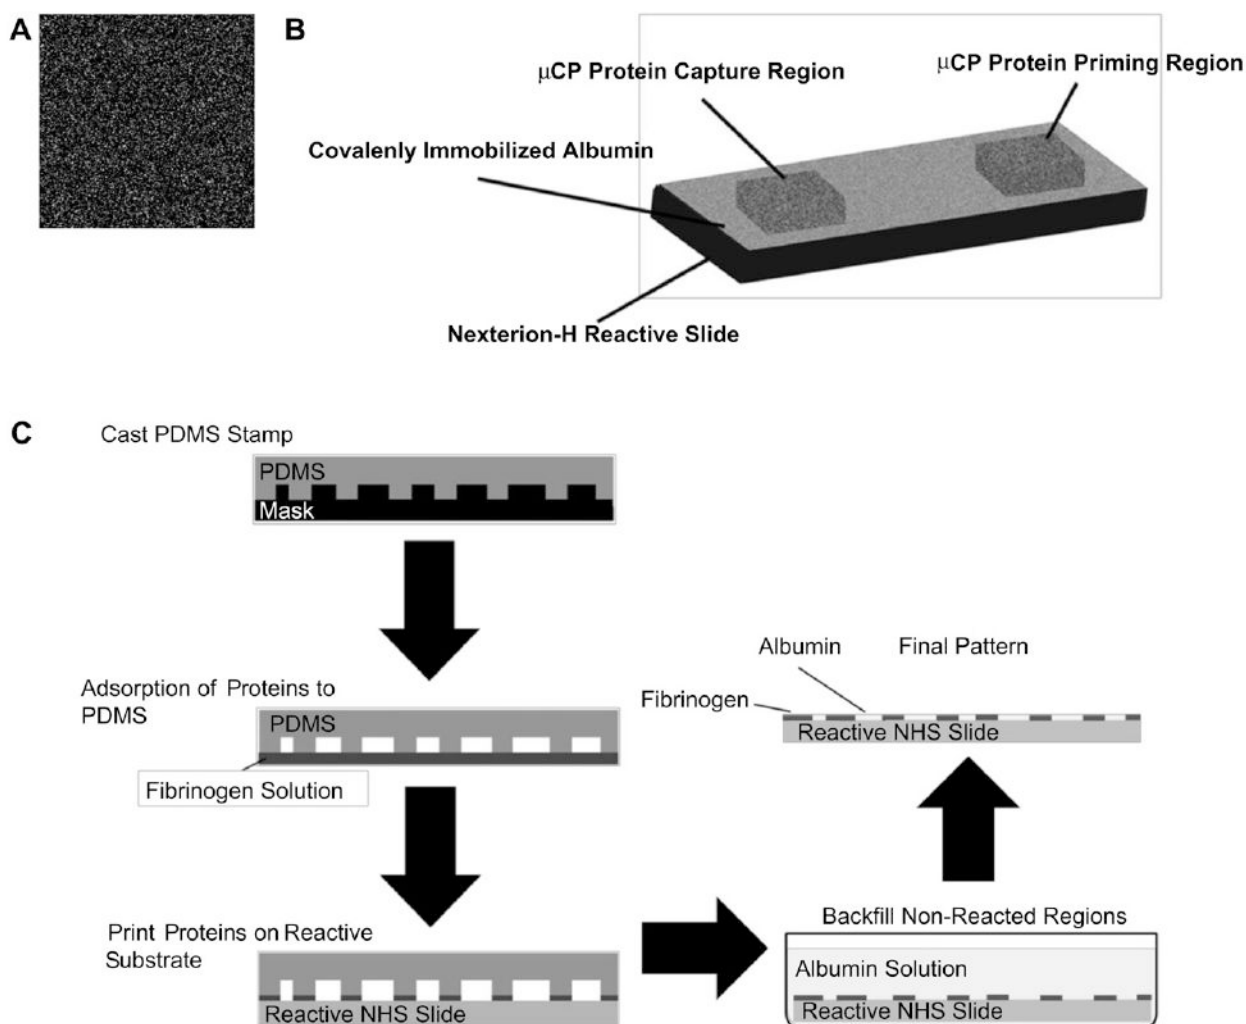 A
B
μCP Protein Capture Region
μCP Protein Priming Region
Covalenly Immobilized Albumin
Nexterion-H Reactive Slide
C
Cast PDMS Stamp
PDMS
Mask
Adsorption of Proteins to
PDMS
PDMS
Fibrinogen Solution
Print Proteins on Reactive
Substrate
Reactive NHS Slide
Backfill Non-Reacted Regions
Albumin Solution
Reactive NHS Slide
Albumin
Final Pattern
Fibrinogen
Reactive NHS Slide